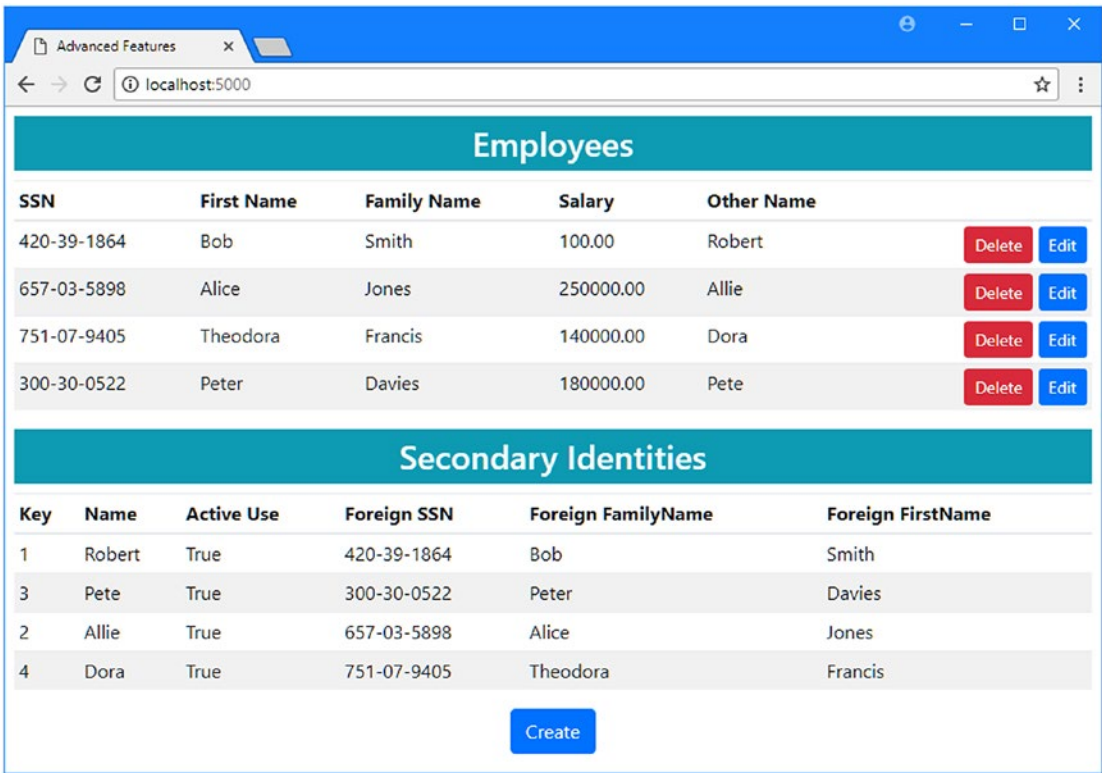 Advanced Features
localhost:5000
Employees
SSN First Name Family Name Salary Other Name
420-39-1864 Bob Smith 100.00 Robert Delete Edit
657-03-5898 Alice Jones 250000.00 Allie Delete Edit
751-07-9405 Theodora Francis 140000.00 Dora Delete Edit
300-30-0522 Peter Davies 180000.00 Pete Delete Edit
Secondary Identities
Key Name Active Use Foreign SSN Foreign FamilyName Foreign FirstName
1 Robert True 420-39-1864 Bob Smith
3 Pete True 300-30-0522 Peter Davies
2 Allie True 657-03-5898 Alice Jones
4 Dora True 751-07-9405 Theodora Francis
Create